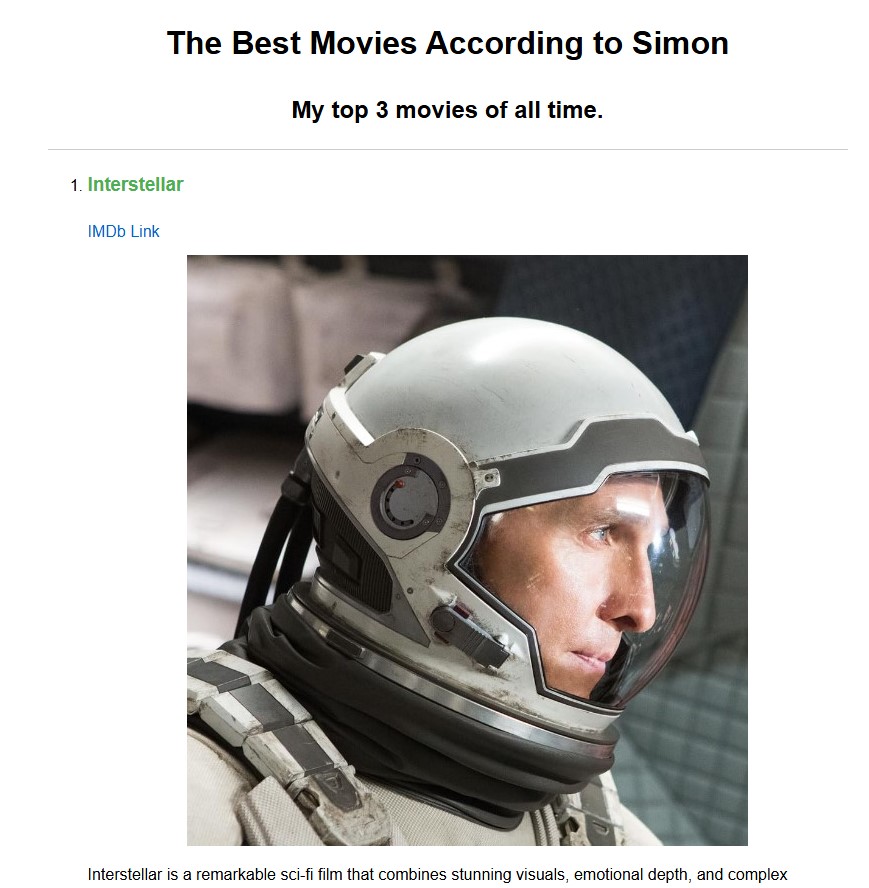 The Best Movies According to Simon
My top 3 movies of all time.
1. Interstellar
IMDb Link
Interstellar is a remarkable sci-fi film that combines stunning visuals, emotional depth, and complex